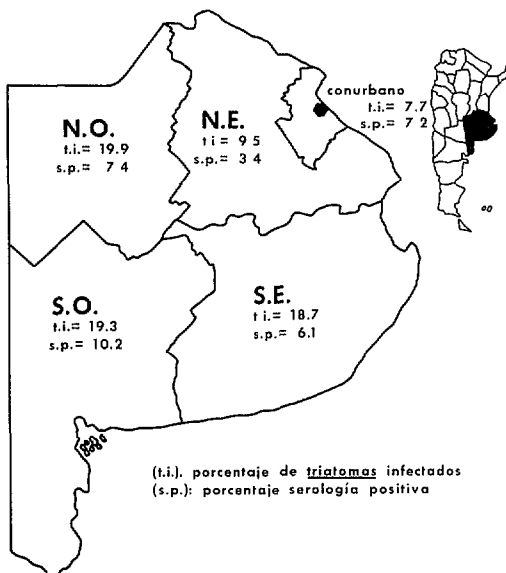 conurbano
t.i.= 7.7
s.p.= 7 2
N.O.
t.i.= 19.9
s.p.= 7 4
N.E.
t i = 9 5
s.p.= 3 4
S.O.
t.i.= 19.3
s.p.= 10.2
S.E.
t i.= 18.7
s.p.= 6.1
(t.i.). porcentaje de triatomas infectados
(s.p.): porcentaje serología positiva